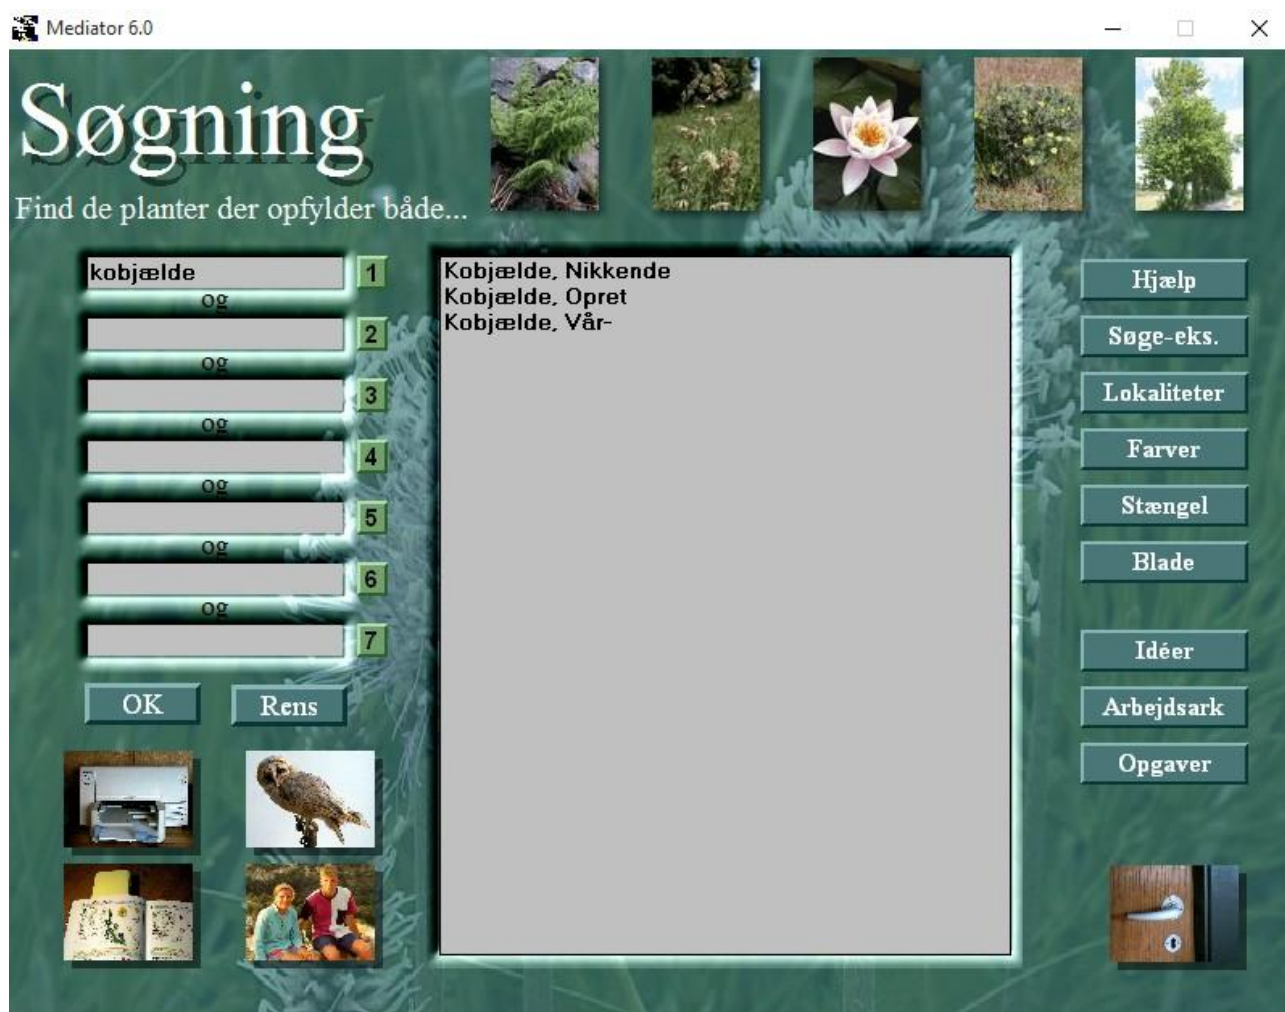 Mediator 6.0
Søgning
Find de planter der opfylder både...
kobjælde
1
og
2
og
3
og
4
og
5
og
6
og
7
OK
Rens
Kobjælde, Nikkende
Kobjælde, Opret
Kobjælde, Vår-
Hjælp
Søge-eks.
Lokaliteter
Farver
Stængel
Blade
Idéer
Arbejdsark
Opgaver